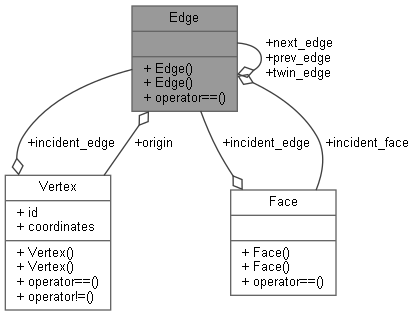 Edge
+ Edge()
+ Edge()
+ operator==()
+next_edge
+prev_edge
+twin_edge
+incident_edge
+origin
+incident_edge
+incident_face
Vertex
+ id
+ coordinates
+ Vertex()
+ Vertex()
+ operator==()
+ operator!=()
Face
+ Face()
+ Face()
+ operator==()